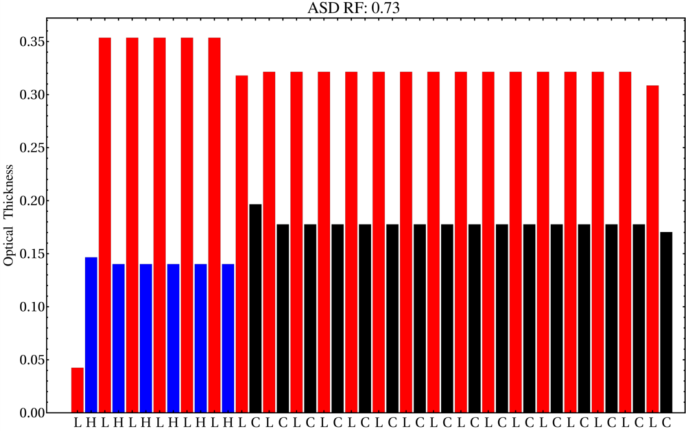 ASD RF: 0.73
0.35
0.30
0.25
0.20
0.15
0.10
0.05
0.00
Optical Thickness
L H L H L H L H L H L H L C L C L C L C L C L C L C L C L C L C L C L C L C L C L C L C